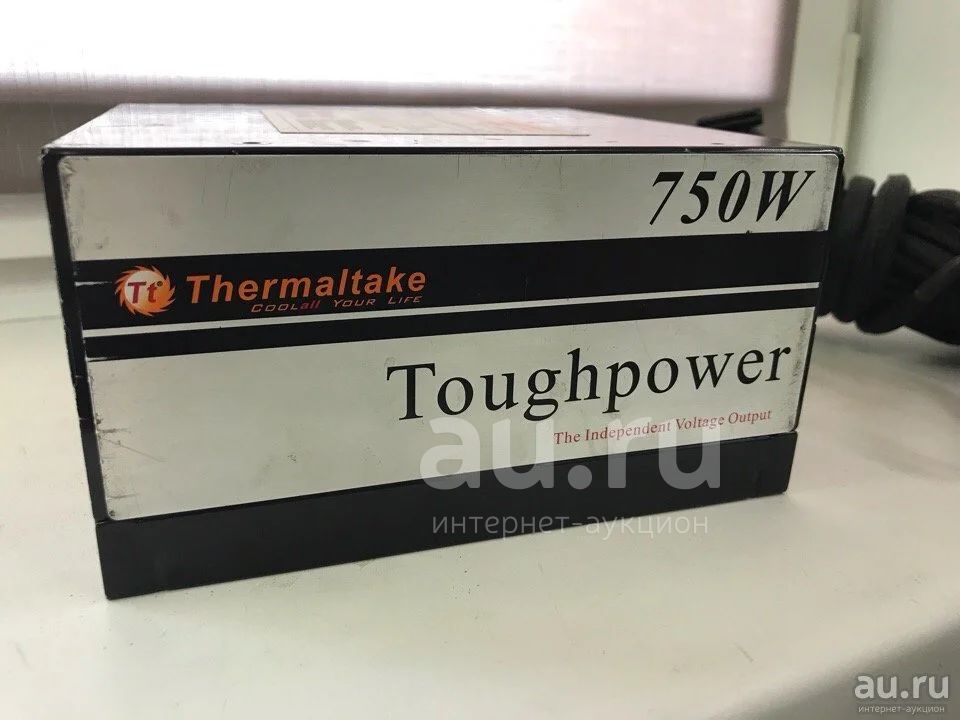 750W
Tt Thermaltake
COOLall YOUR LIFE
Toughpower
The Independent Voltage Output
au.ru
интернет-аукцион
au.ru
интернет-аукцион